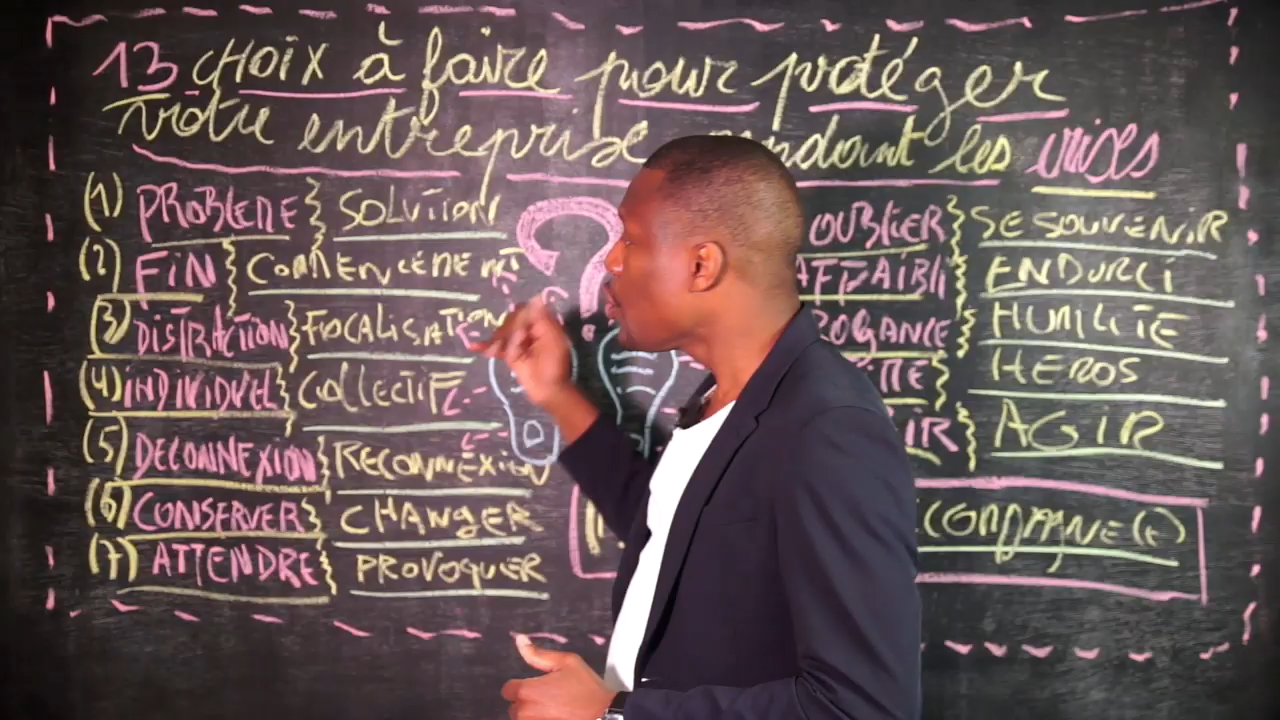 13 CHOIX à faire pour protéger
votre entreprise pendant les crises
(1) PROBLEME } SOLUTION
(2) FIN } COMMENCEMENT
(3) DISTRACTION } FOCALISATION
(4) INDIVIDUEL } COLLECTIF
(5) DECONNEXION } RECONNEXION
(6) CONSERVER } CHANGER
(7) ATTENDRE } PROVOQUER
?
OUBLIER } SE SOUVENIR
AFFAIBLI } ENDURCI
ROGANCE } HUMILITE
HEROS
IR } AGIR